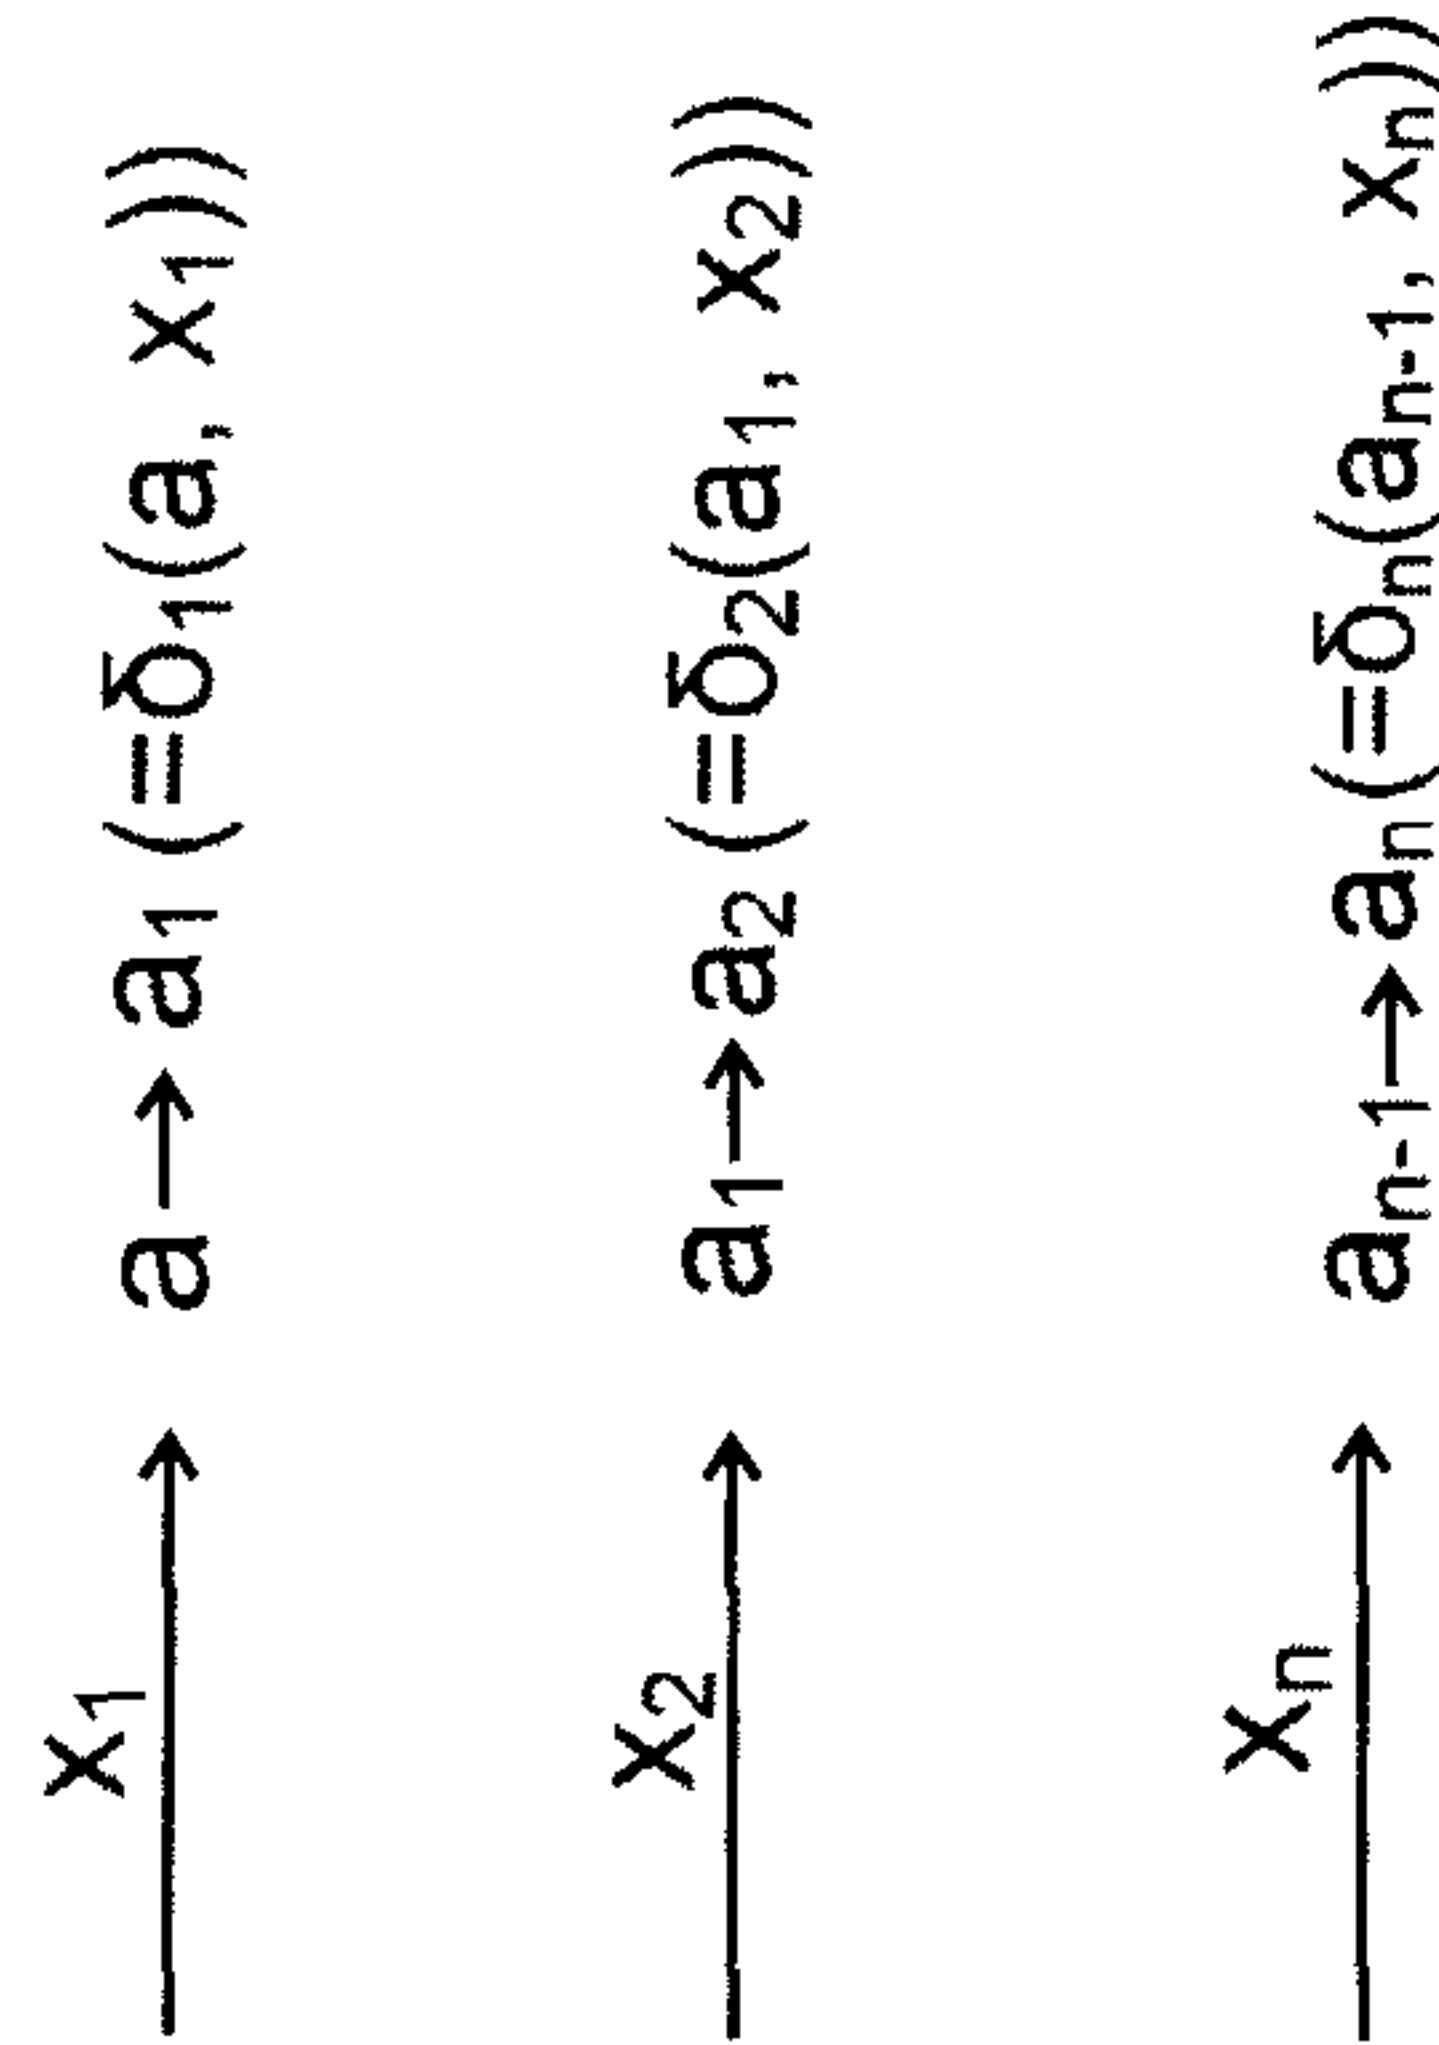 x₁ → a → a₁ (=δ₁(a, x₁))
x₂ → a₁ → a₂ (=δ₂(a₁, x₂))
xₙ → aₙ₋₁ → aₙ (=δₙ(aₙ₋₁, xₙ))